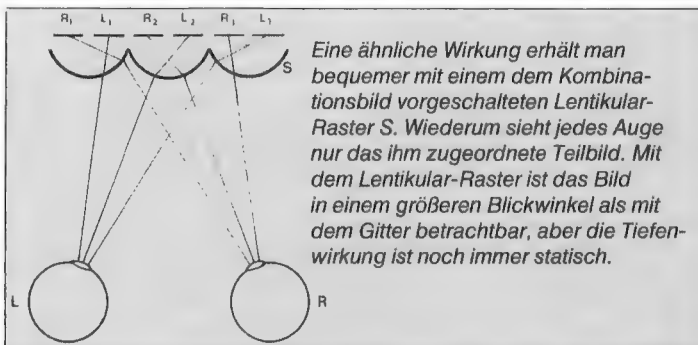 R₁ L₁ R₂ L₂
S
Eine ähnliche Wirkung erhält man
bequemer mit einem dem Kombina-
tionsbild vorgeschalteten Lentikular-
Raster S. Wiederum sieht jedes Auge
nur das ihm zugeordnete Teilbild. Mit
dem Lentikular-Raster ist das Bild
in einem größeren Blickwinkel als mit
dem Gitter betrachtbar, aber die Tiefen-
wirkung ist noch immer statisch.
L R